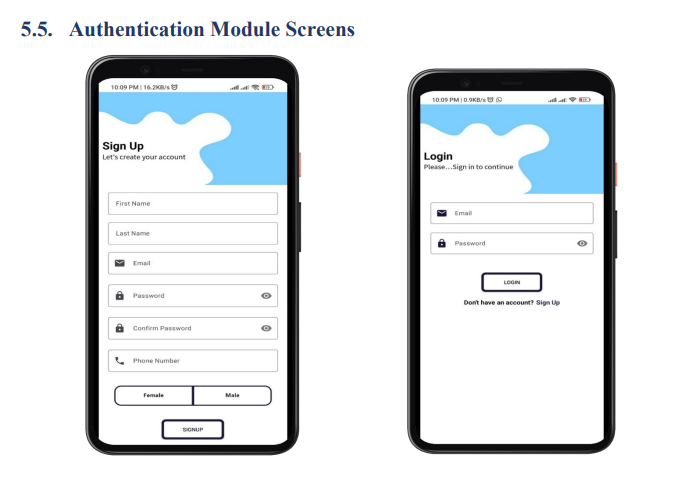 5.5. Authentication Module Screens
10:09 PM | 16.2KB/s
Sign Up
Let's create your account
First Name
Last Name
Email
Password
Confirm Password
Phone Number
Female Male
SIGNUP
10:09 PM | 0.9KB/s
Login
Please...Sign in to continue
Email
Password
LOGIN
Don't have an account? Sign Up